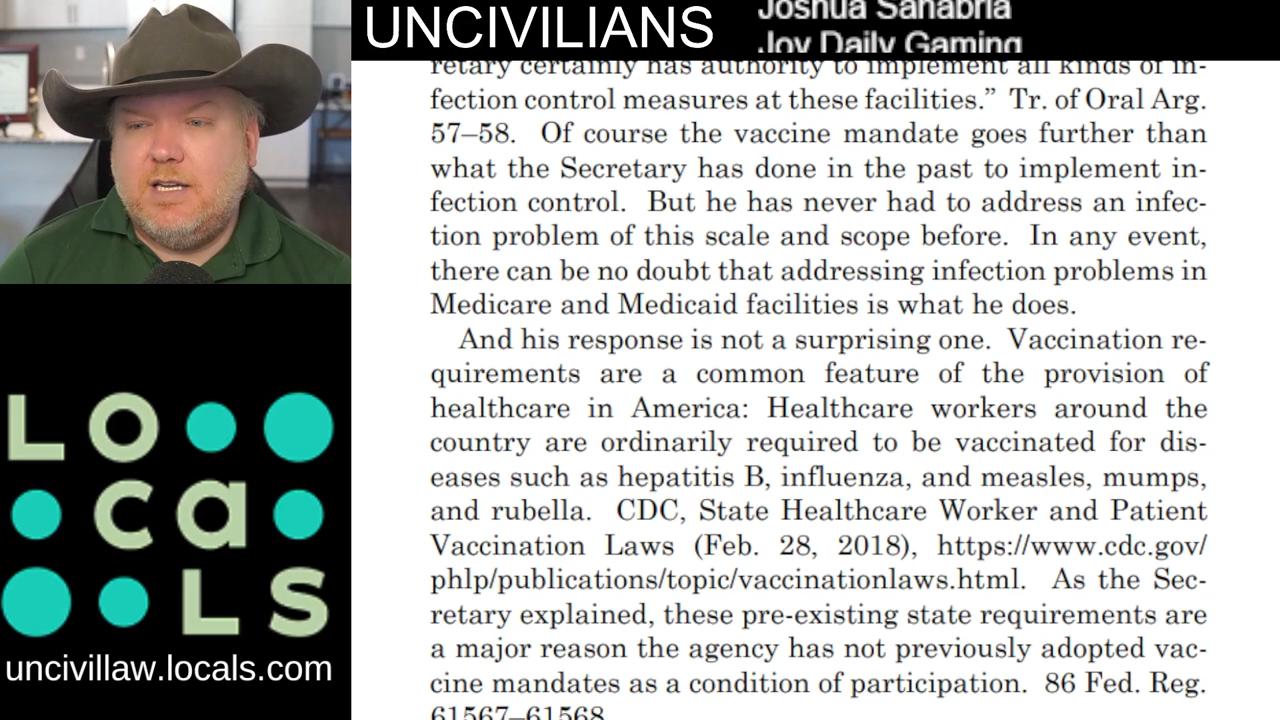 UNCIVILIANS
Joshua Sanabria
Joy Daily Gaming
retary certainly has authority to implement all kinds of in-
fection control measures at these facilities.” Tr. of Oral Arg.
57–58. Of course the vaccine mandate goes further than
what the Secretary has done in the past to implement in-
fection control. But he has never had to address an infec-
tion problem of this scale and scope before. In any event,
there can be no doubt that addressing infection problems in
Medicare and Medicaid facilities is what he does.
And his response is not a surprising one. Vaccination re-
quirements are a common feature of the provision of
healthcare in America: Healthcare workers around the
country are ordinarily required to be vaccinated for dis-
eases such as hepatitis B, influenza, and measles, mumps,
and rubella. CDC, State Healthcare Worker and Patient
Vaccination Laws (Feb. 28, 2018), https://www.cdc.gov/
phlp/publications/topic/vaccinationlaws.html. As the Sec-
retary explained, these pre-existing state requirements are
a major reason the agency has not previously adopted vac-
cine mandates as a condition of participation. 86 Fed. Reg.
61567–61568
LO
ca
LS
uncivillaw.locals.com